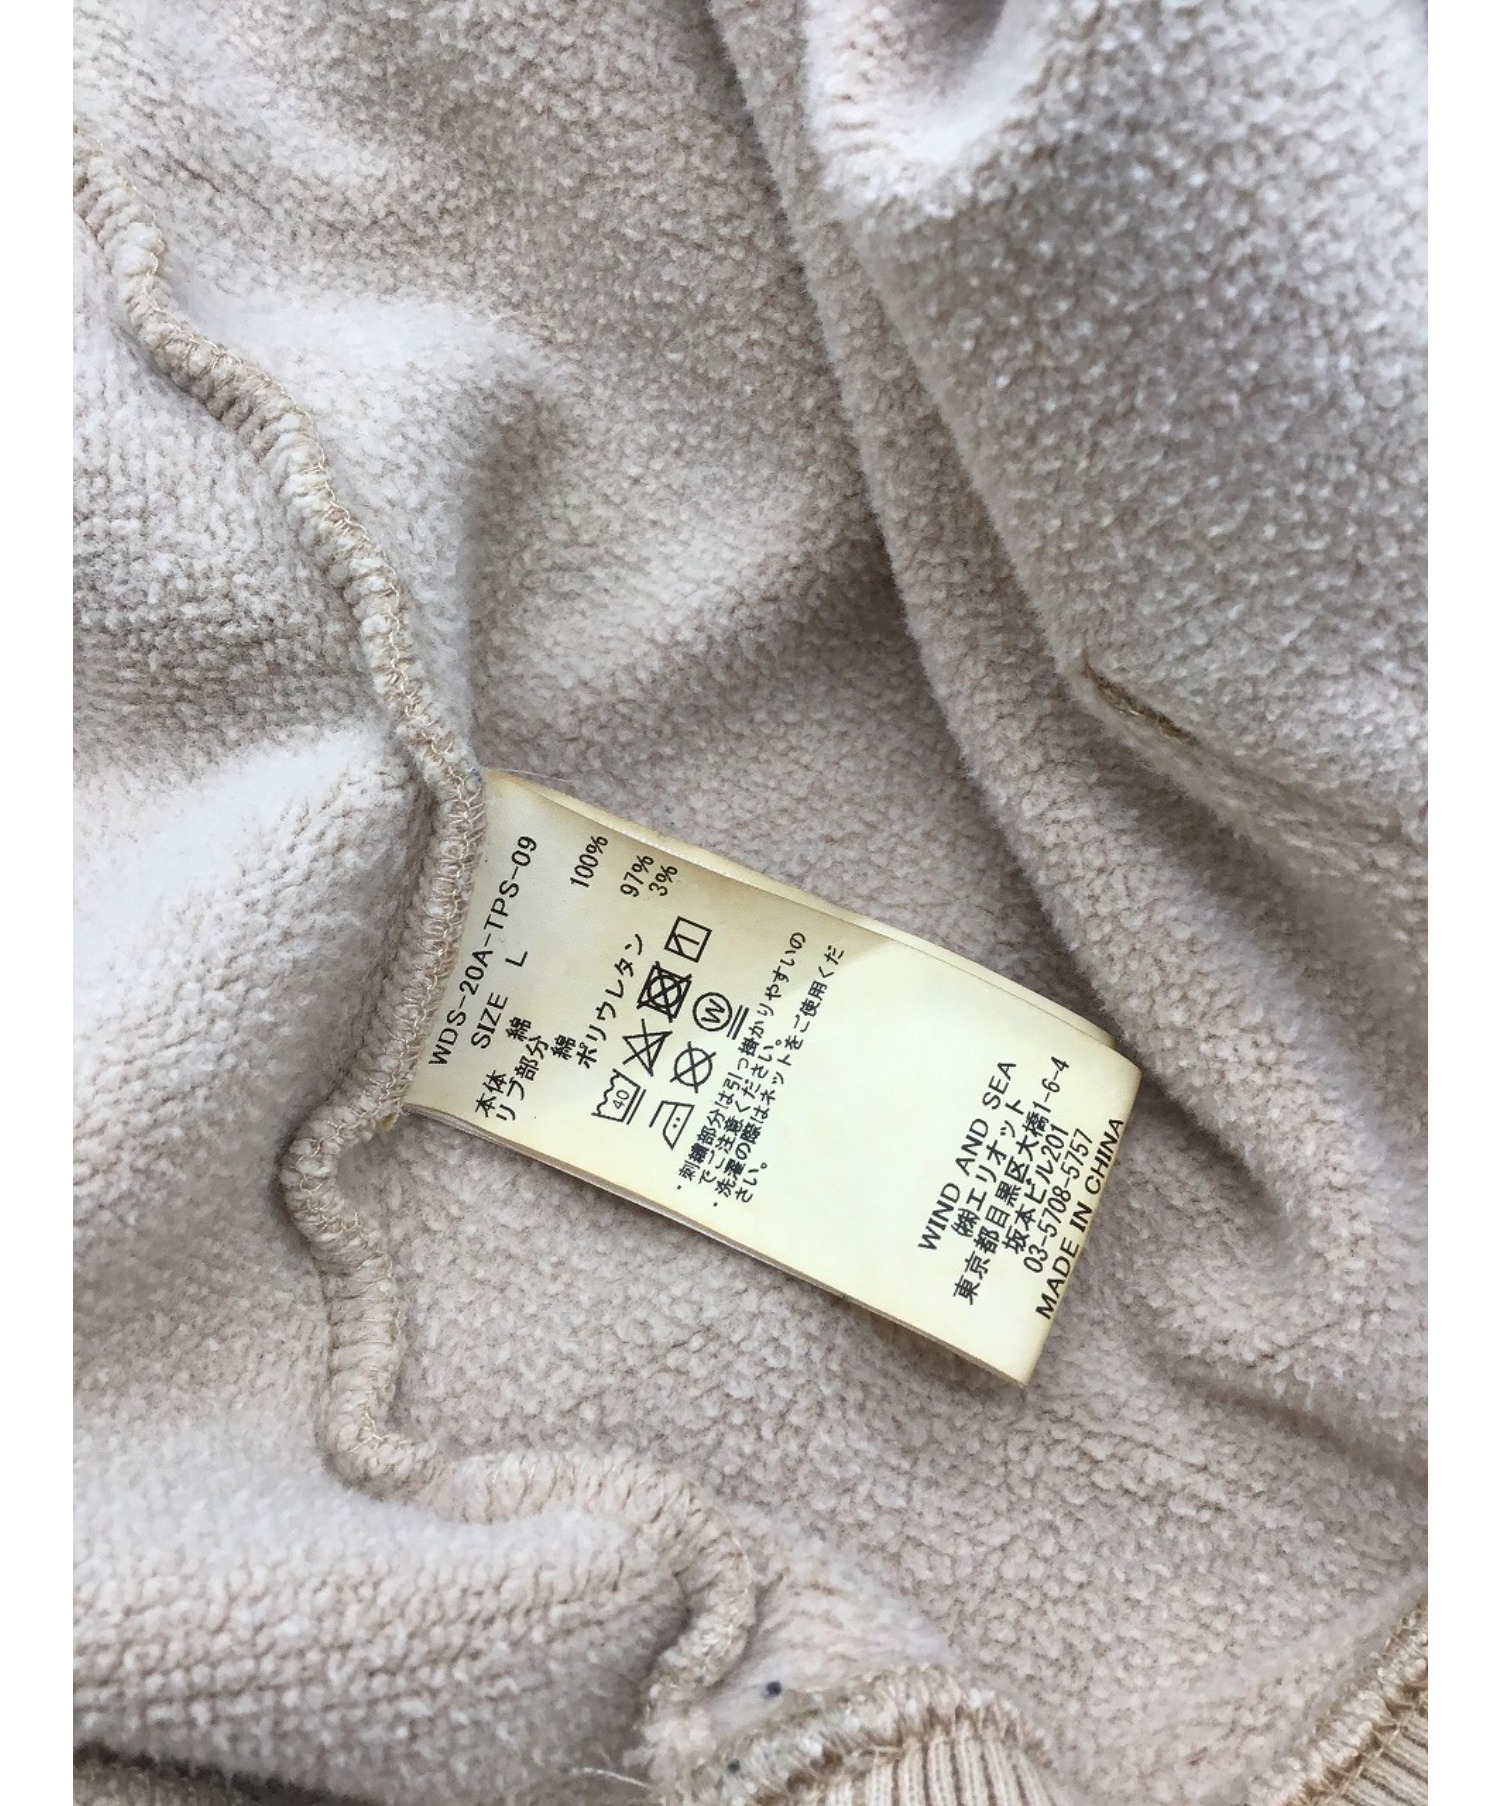 WDS-20A-TPS-09
SIZE L
本体 綿 100%
リブ部分
綿 97%
ポリウレタン 3%
40
W
・刺繍部分は引っ掛かりやすいの
でご注意ください。
・洗濯の際はネットをご使用くだ
さい。
WIND AND SEA
㈱エリオット
東京都目黒区大橋1-6-4
坂本ビル201
03-5708-5757
MADE IN CHINA